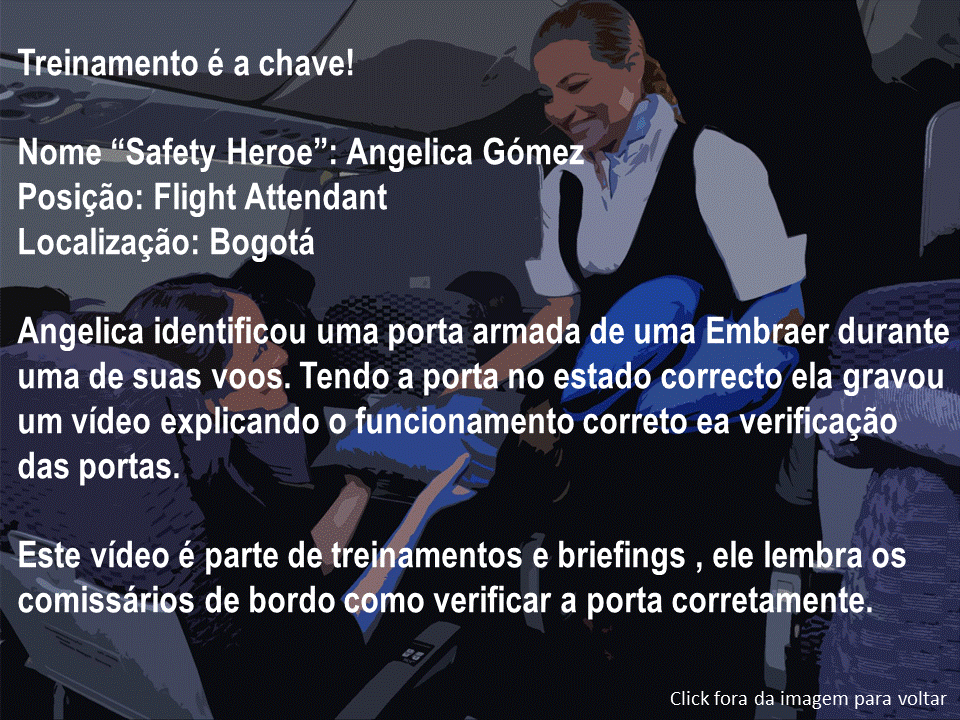 Treinamento é a chave!
Nome “Safety Heroe”: Angelica Gómez
Posição: Flight Attendant
Localização: Bogotá
Angelica identificou uma porta armada de uma Embraer durante
uma de suas voos. Tendo a porta no estado correcto ela gravou
um vídeo explicando o funcionamento correto ea verificação
das portas.
Este vídeo é parte de treinamentos e briefings , ele lembra os
comissários de bordo como verificar a porta corretamente.
Click fora da imagem para voltar